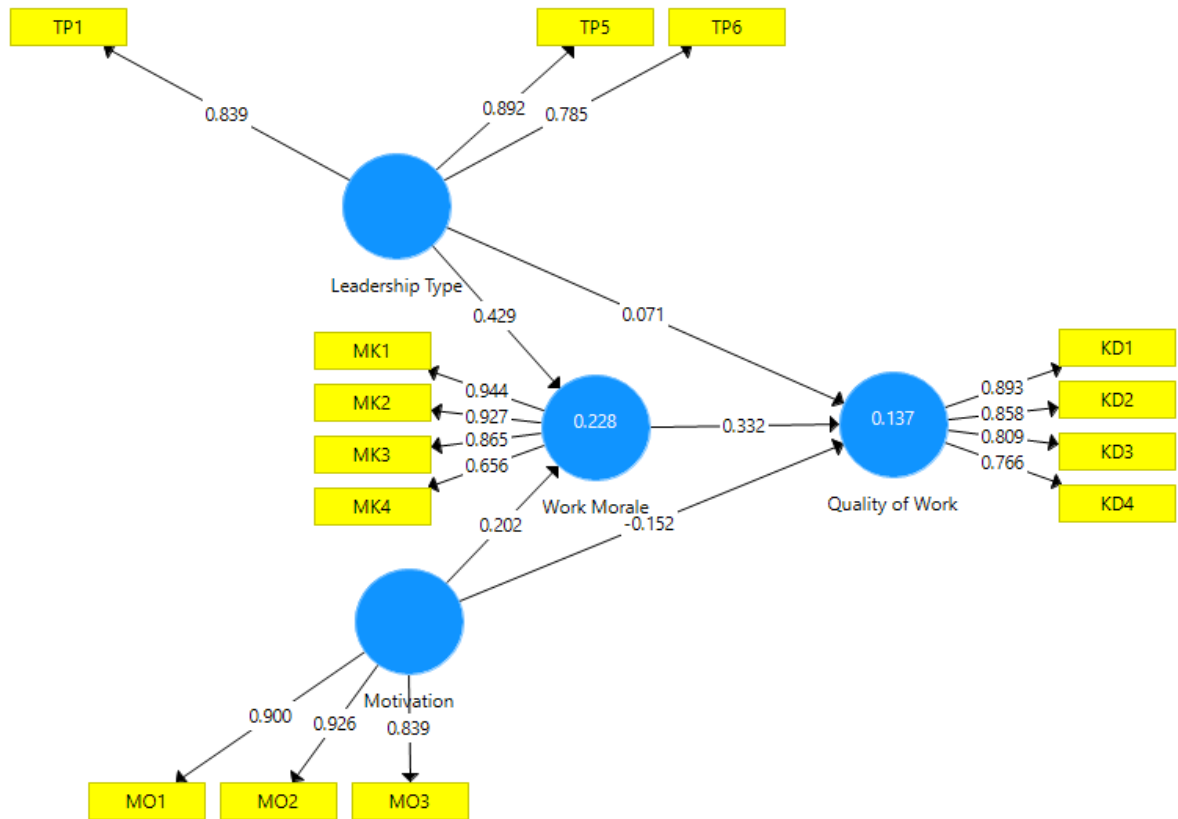 TP1
TP5
TP6
0.839
0.892
0.785
Leadership Type
0.429
0.071
MK1
MK2
MK3
MK4
0.944
0.927
0.865
0.656
0.228
Work Morale
0.332
0.137
Quality of Work
0.893
0.858
0.809
0.766
KD1
KD2
KD3
KD4
0.202
-0.152
Motivation
0.900
0.926
0.839
MO1
MO2
MO3